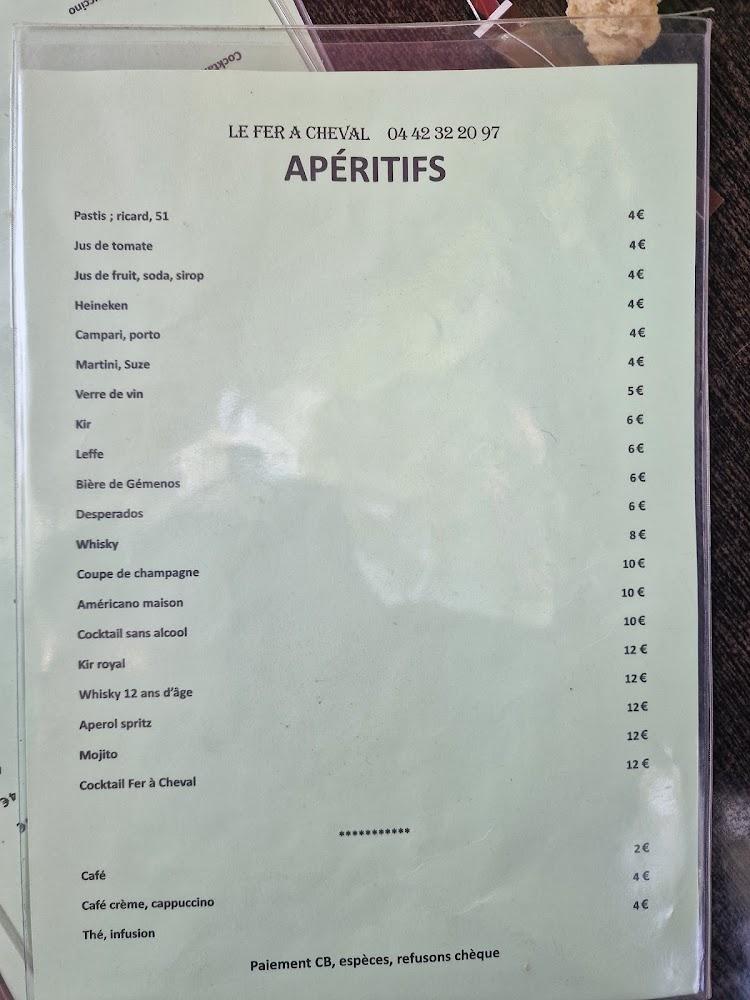 LE FER A CHEVAL 04 42 32 20 97
APÉRITIFS
Pastis ; ricard, 51 4€
Jus de tomate 4€
Jus de fruit, soda, sirop 4€
Heineken 4€
Campari, porto 4€
Martini, Suze 4€
Verre de vin 5€
Kir 6€
Leffe 6€
Bière de Gémenos 6€
Desperados 6€
Whisky 8€
Coupe de champagne 10€
Américano maison 10€
Cocktail sans alcool 10€
Kir royal 12€
Whisky 12 ans d'âge 12€
Aperol spritz 12€
Mojito 12€
Cocktail Fer à Cheval 12€
***********
Café 2€
Café crème, cappuccino 4€
Thé, infusion 4€
Paiement CB, espèces, refusons chèque